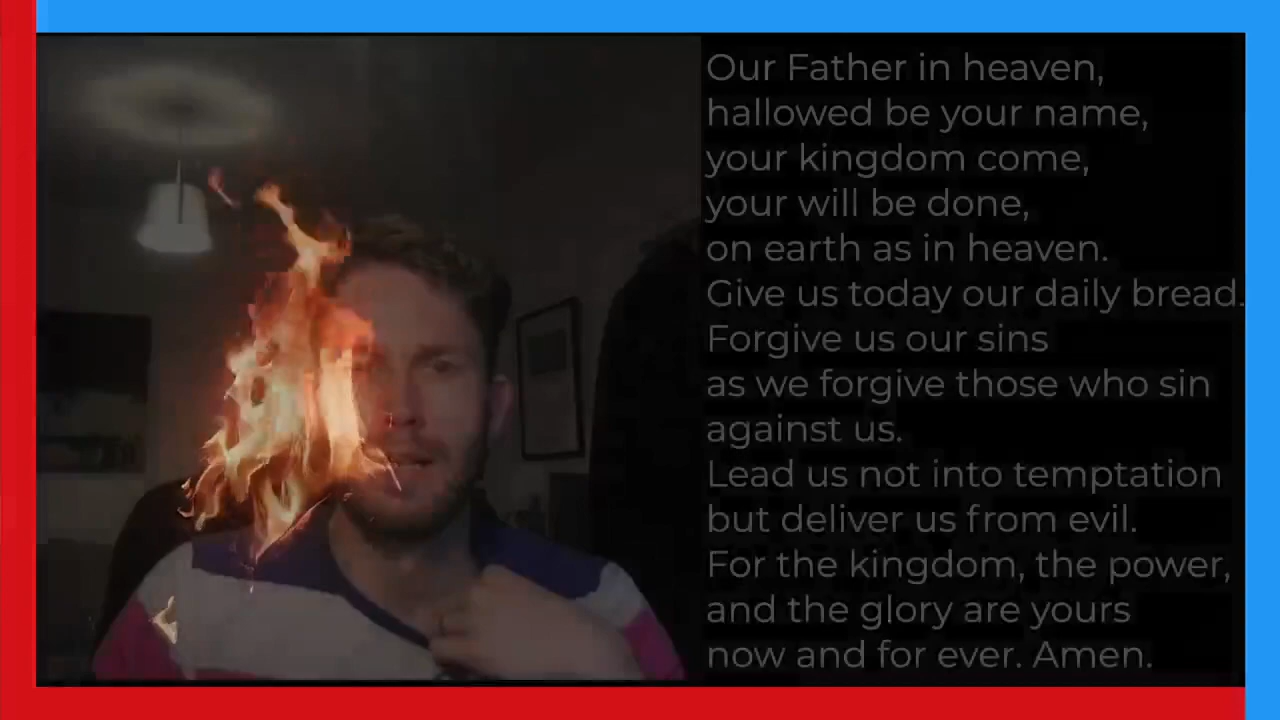 Our Father in heaven,
hallowed be your name,
your kingdom come,
your will be done,
on earth as in heaven.
Give us today our daily bread.
Forgive us our sins
as we forgive those who sin
against us.
Lead us not into temptation
but deliver us from evil.
For the kingdom, the power,
and the glory are yours
now and for ever. Amen.